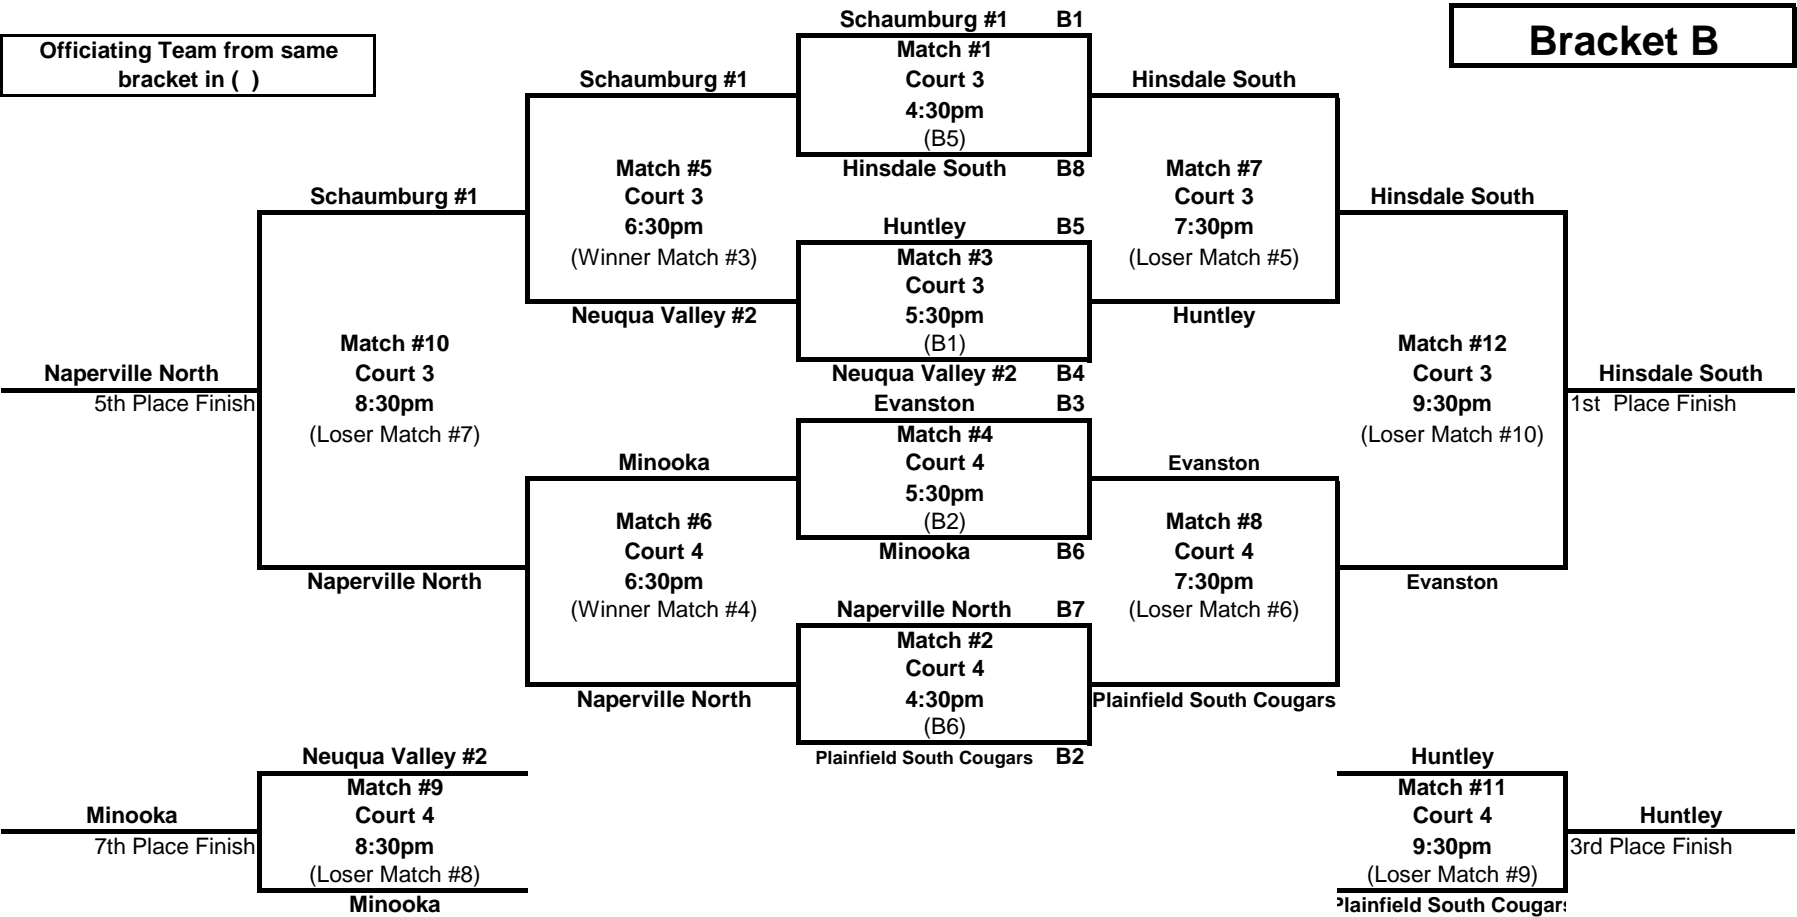 Schaumburg #1 B1
Bracket B
Officiating Team from same
bracket in ( )
Match #1
Court 3
4:30pm
(B5)
Schaumburg #1
Hinsdale South
Hinsdale South B8
Match #5
Court 3
6:30pm
(Winner Match #3)
Match #7
Court 3
7:30pm
(Loser Match #5)
Schaumburg #1
Hinsdale South
Huntley B5
Match #3
Court 3
5:30pm
(B1)
Neuqua Valley #2
Huntley
Neuqua Valley #2 B4
Match #10
Court 3
8:30pm
(Loser Match #7)
Match #12
Court 3
9:30pm
(Loser Match #10)
Naperville North
5th Place Finish
Hinsdale South
1st Place Finish
Evanston B3
Match #4
Court 4
5:30pm
(B2)
Minooka
Evanston
Minooka B6
Match #6
Court 4
6:30pm
(Winner Match #4)
Match #8
Court 4
7:30pm
(Loser Match #6)
Naperville North
Evanston
Naperville North B7
Match #2
Court 4
4:30pm
(B6)
Naperville North
Plainfield South Cougars
Plainfield South Cougars B2
Neuqua Valley #2
Match #9
Court 4
8:30pm
(Loser Match #8)
Minooka
Minooka
7th Place Finish
Huntley
Match #11
Court 4
9:30pm
(Loser Match #9)
Plainfield South Cougars
Huntley
3rd Place Finish